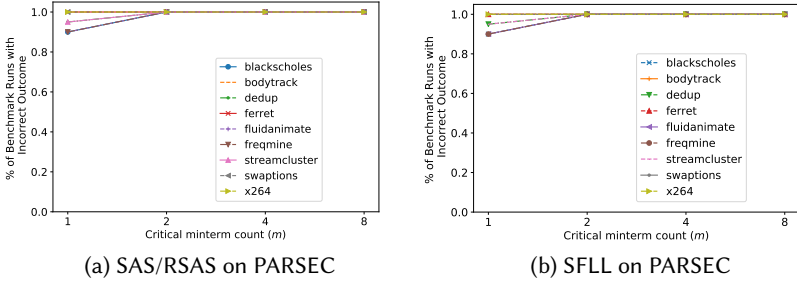 % of Benchmark Runs with
Incorrect Outcome
1.0
0.8
0.6
0.4
0.2
0.0
blackscholes
bodytrack
dedup
ferret
fluidanimate
freqmine
streamcluster
swaptions
x264
1 2 4 8
Critical minterm count (m)
(a) SAS/RSAS on PARSEC
% of Benchmark Runs with
Incorrect Outcome
1.0
0.8
0.6
0.4
0.2
0.0
blackscholes
bodytrack
dedup
ferret
fluidanimate
freqmine
streamcluster
swaptions
x264
1 2 4 8
Critical minterm count (m)
(b) SFLL on PARSEC